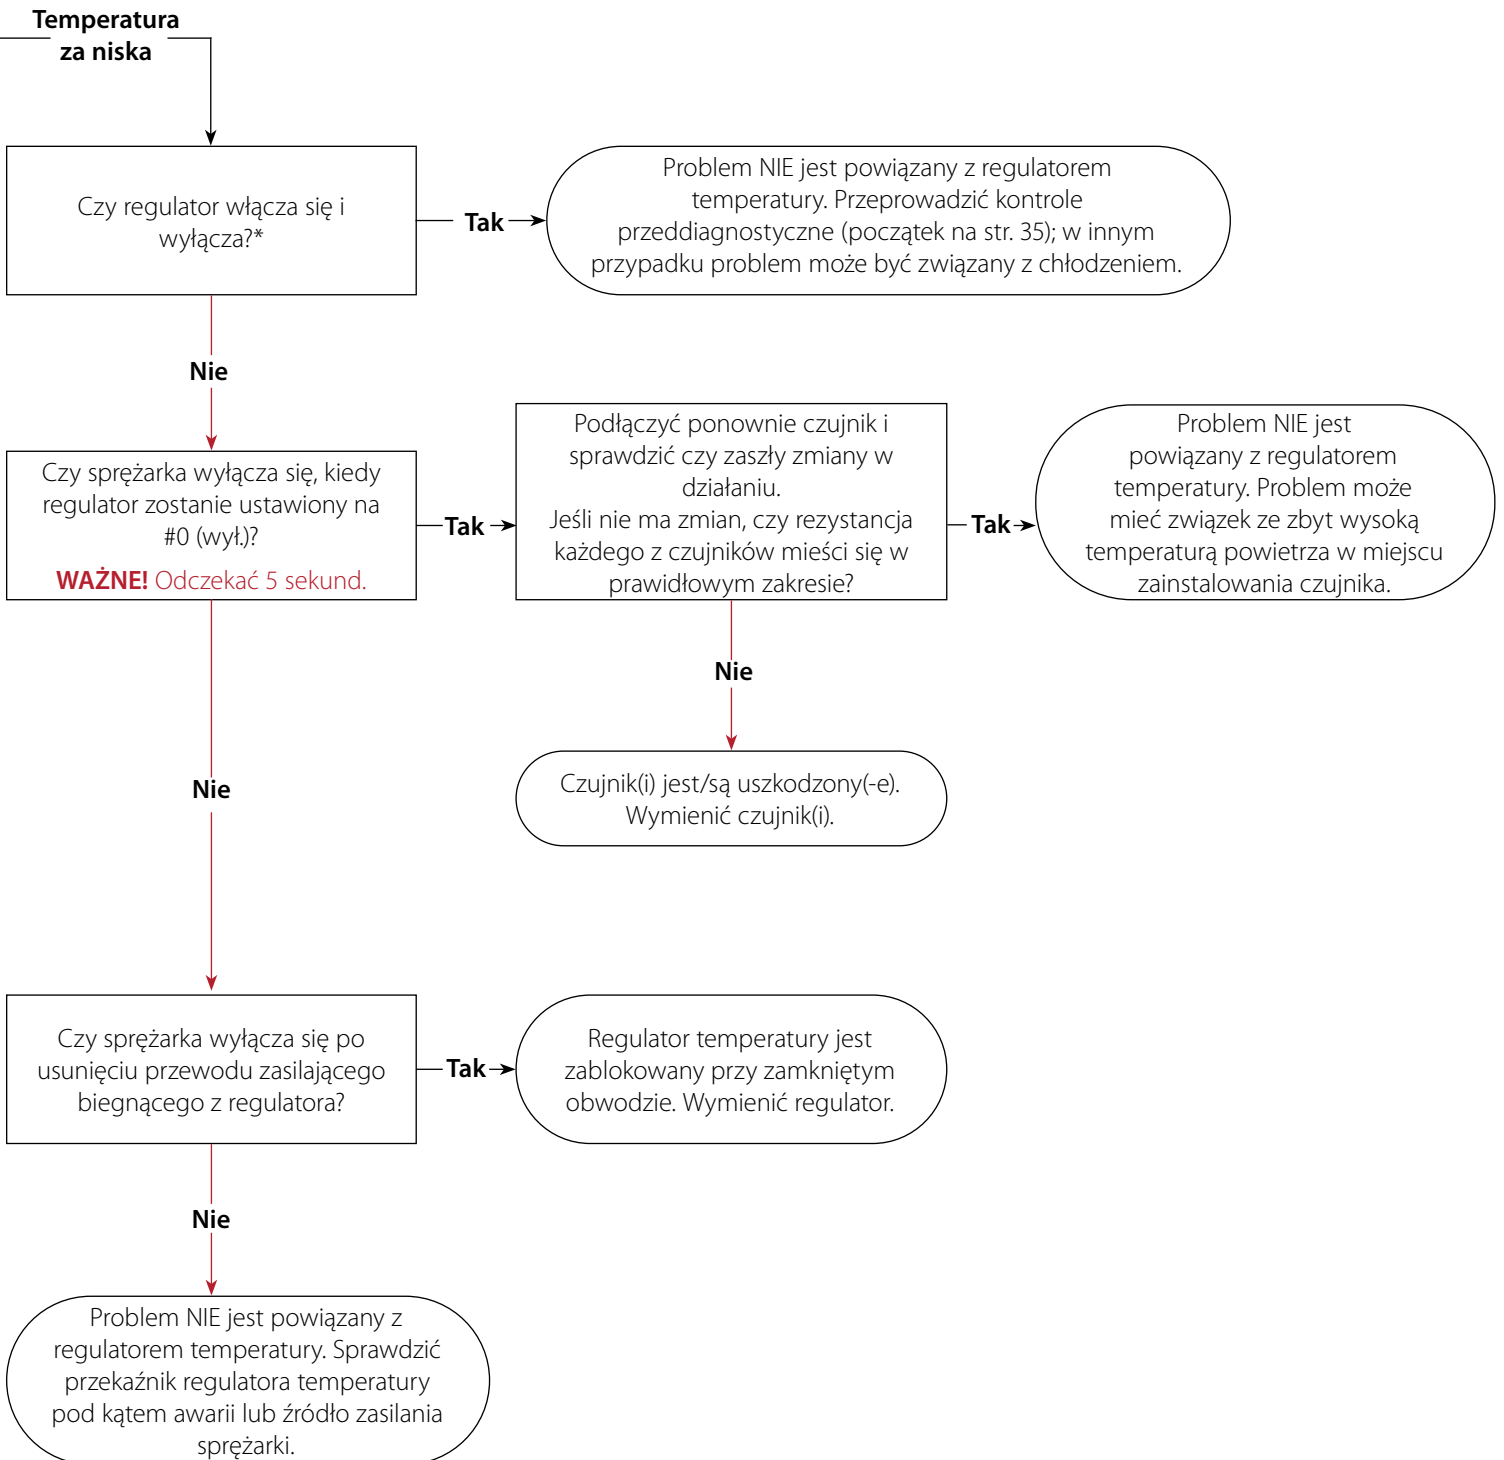 Temperatura
za niska
Czy regulator włącza się i
wyłącza?*
Tak
Problem NIE jest powiązany z regulatorem
temperatury. Przeprowadzić kontrole
przeddiagnostyczne (początek na str. 35); w innym
przypadku problem może być związany z chłodzeniem.
Nie
Czy sprężarka wyłącza się, kiedy
regulator zostanie ustawiony na
#0 (wył.)?
WAŻNE! Odczekać 5 sekund.
Tak
Podłączyć ponownie czujnik i
sprawdzić czy zaszły zmiany w
działaniu.
Jeśli nie ma zmian, czy rezystancja
każdego z czujników mieści się w
prawidłowym zakresie?
Tak
Problem NIE jest
powiązany z regulatorem
temperatury. Problem może
mieć związek ze zbyt wysoką
temperaturą powietrza w miejscu
zainstalowania czujnika.
Nie
Czujnik(i) jest/są uszkodzony(-e).
Wymienić czujnik(i).
Nie
Czy sprężarka wyłącza się po
usunięciu przewodu zasilającego
biegnącego z regulatora?
Tak
Regulator temperatury jest
zablokowany przy zamkniętym
obwodzie. Wymienić regulator.
Nie
Problem NIE jest powiązany z
regulatorem temperatury. Sprawdzić
przekaźnik regulatora temperatury
pod kątem awarii lub źródło zasilania
sprężarki.